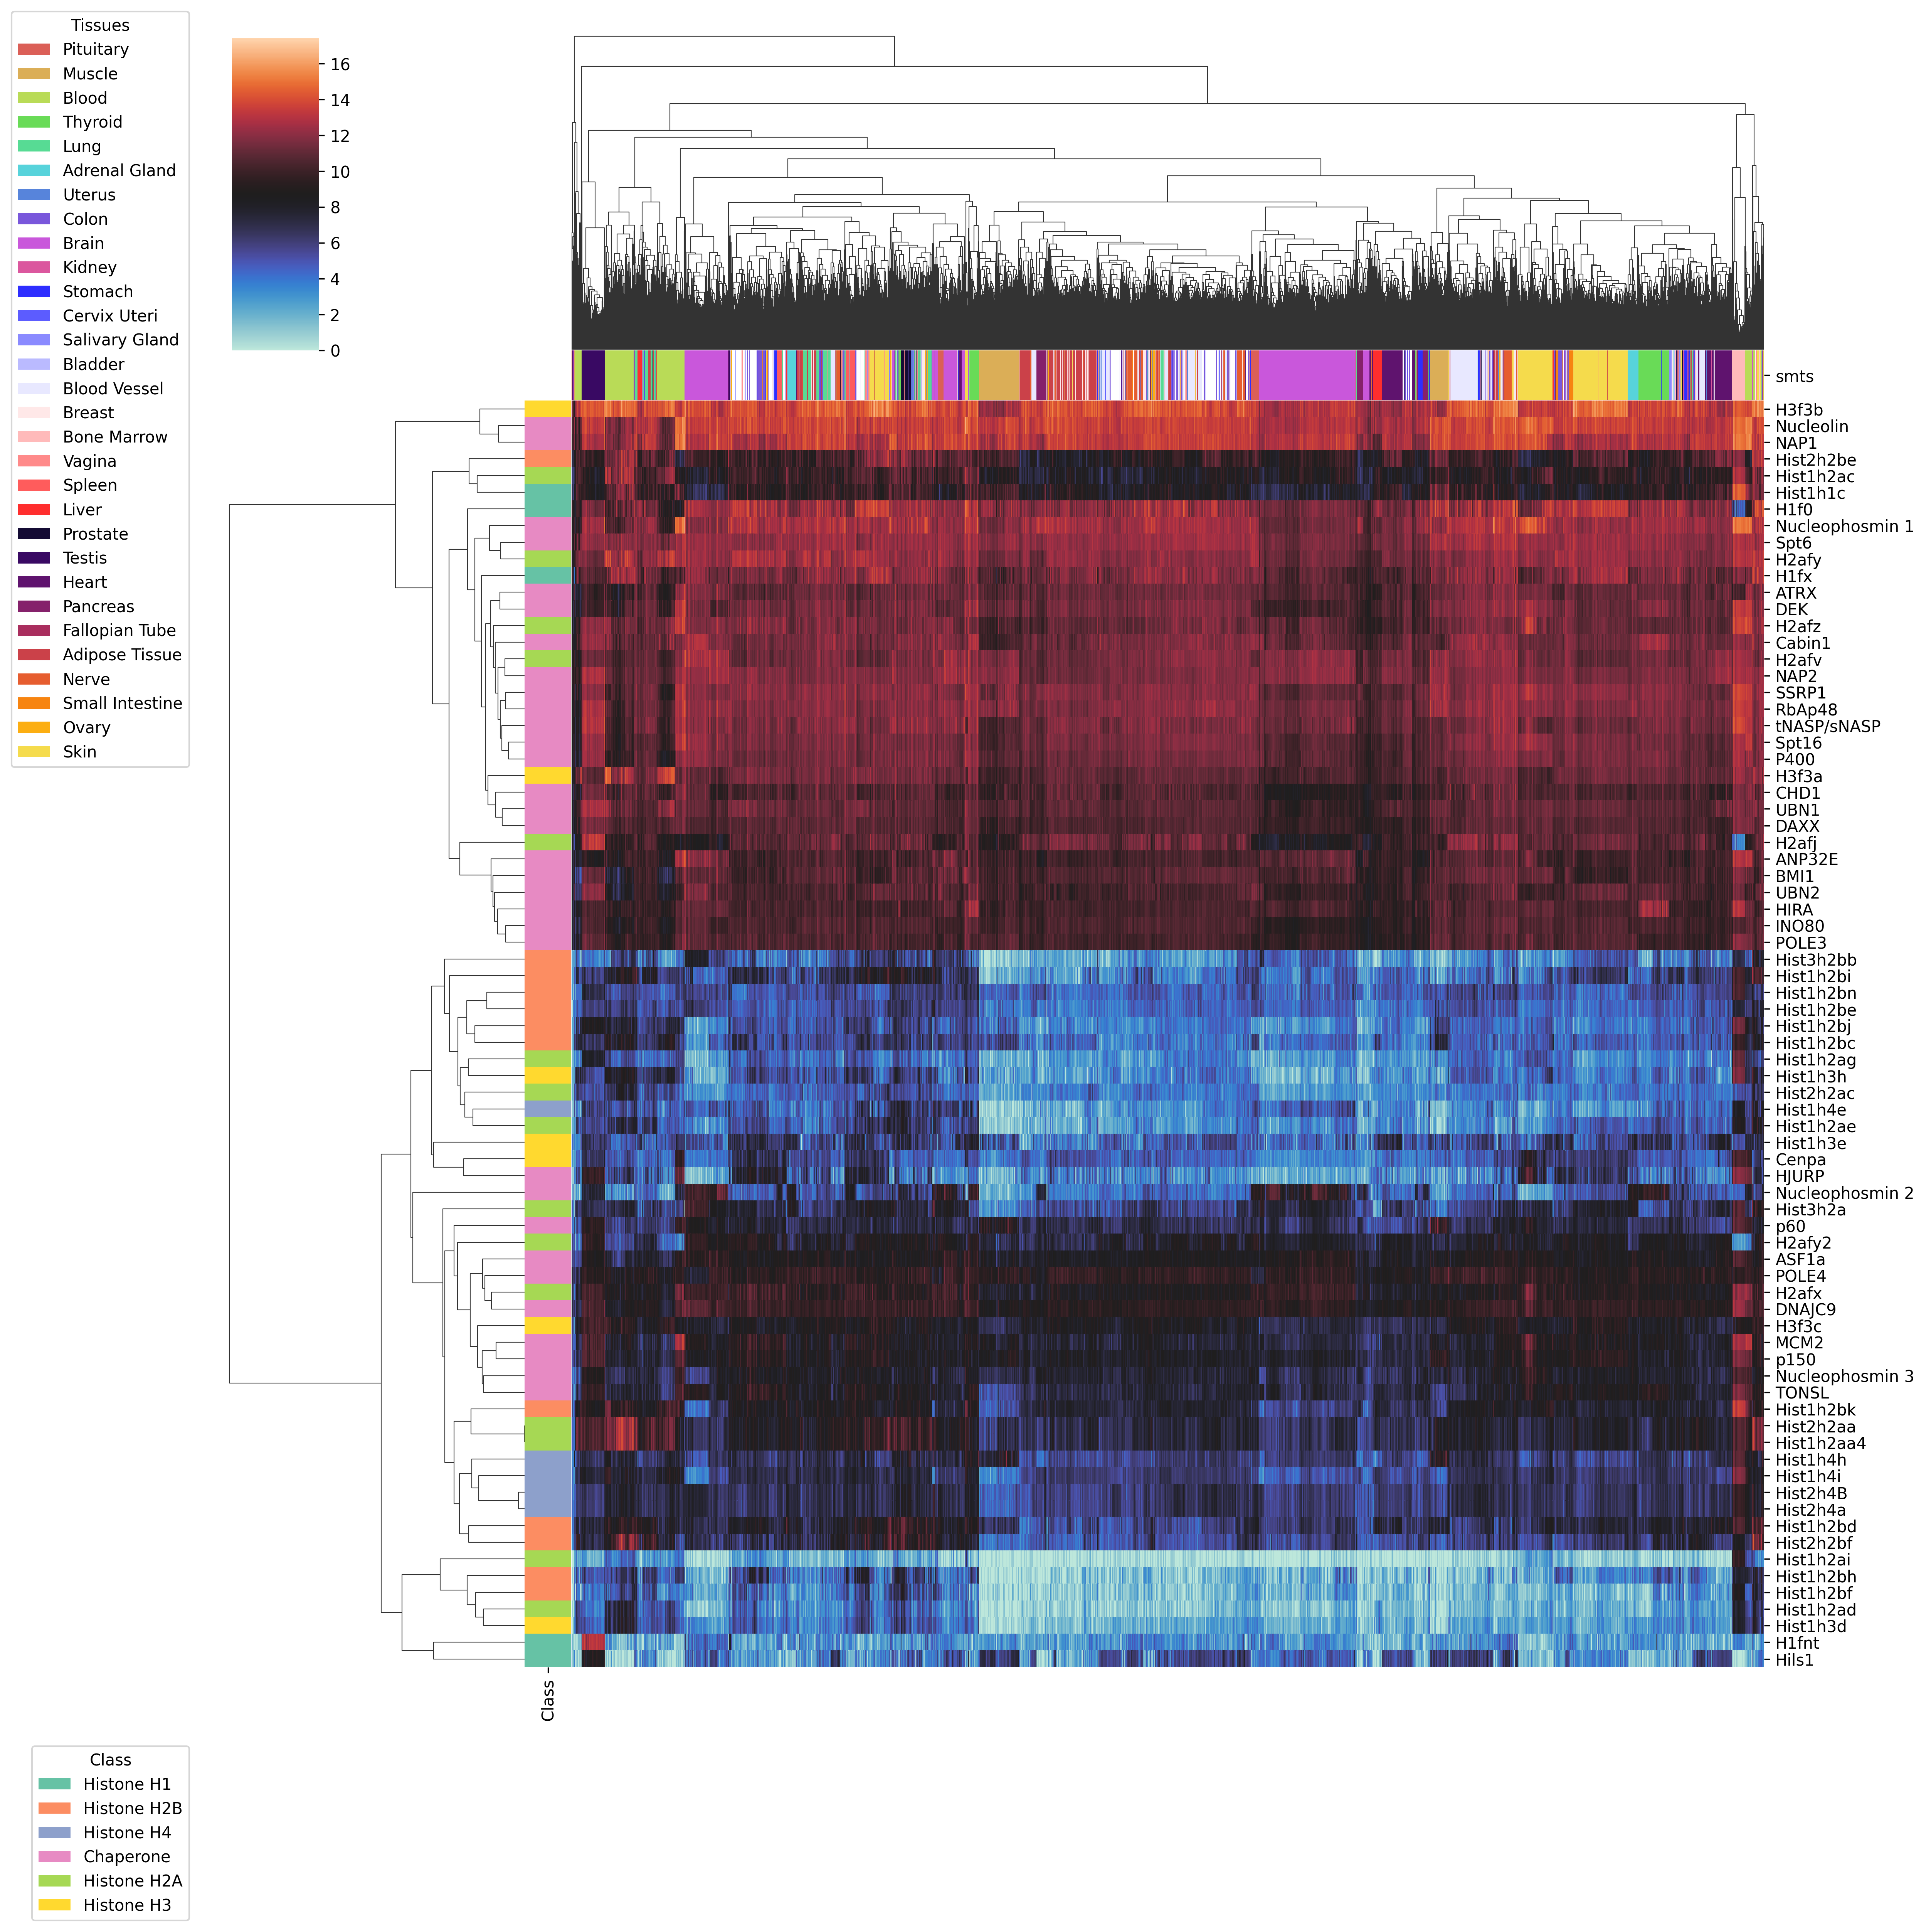 Tissues
Pituitary
Muscle
Blood
Thyroid
Lung
Adrenal Gland
Uterus
Colon
Brain
Kidney
Stomach
Cervix Uteri
Salivary Gland
Bladder
Blood Vessel
Breast
Bone Marrow
Vagina
Spleen
Liver
Prostate
Testis
Heart
Pancreas
Fallopian Tube
Adipose Tissue
Nerve
Small Intestine
Ovary
Skin
16
14
12
10
8
6
4
2
0
smts
H3f3b
Nucleolin
NAP1
Hist2h2be
Hist1h2ac
Hist1h1c
H1f0
Nucleophosmin 1
Spt6
H2afy
H1fx
ATRX
DEK
H2afz
Cabin1
H2afv
NAP2
SSRP1
RbAp48
tNASP/sNASP
Spt16
P400
H3f3a
CHD1
UBN1
DAXX
H2afj
ANP32E
BMI1
UBN2
HIRA
INO80
POLE3
Hist3h2bb
Hist1h2bi
Hist1h2bn
Hist1h2be
Hist1h2bj
Hist1h2bc
Hist1h2ag
Hist1h3h
Hist2h2ac
Hist1h4e
Hist1h2ae
Hist1h3e
Cenpa
HJURP
Nucleophosmin 2
Hist3h2a
p60
H2afy2
ASF1a
POLE4
H2afx
DNAJC9
H3f3c
MCM2
p150
Nucleophosmin 3
TONSL
Hist1h2bk
Hist2h2aa
Hist1h2aa4
Hist1h4h
Hist1h4i
Hist2h4B
Hist2h4a
Hist1h2bd
Hist2h2bf
Hist1h2ai
Hist1h2bh
Hist1h2bf
Hist1h2ad
Hist1h3d
H1fnt
Hils1
Class
Class
Histone H1
Histone H2B
Histone H4
Chaperone
Histone H2A
Histone H3